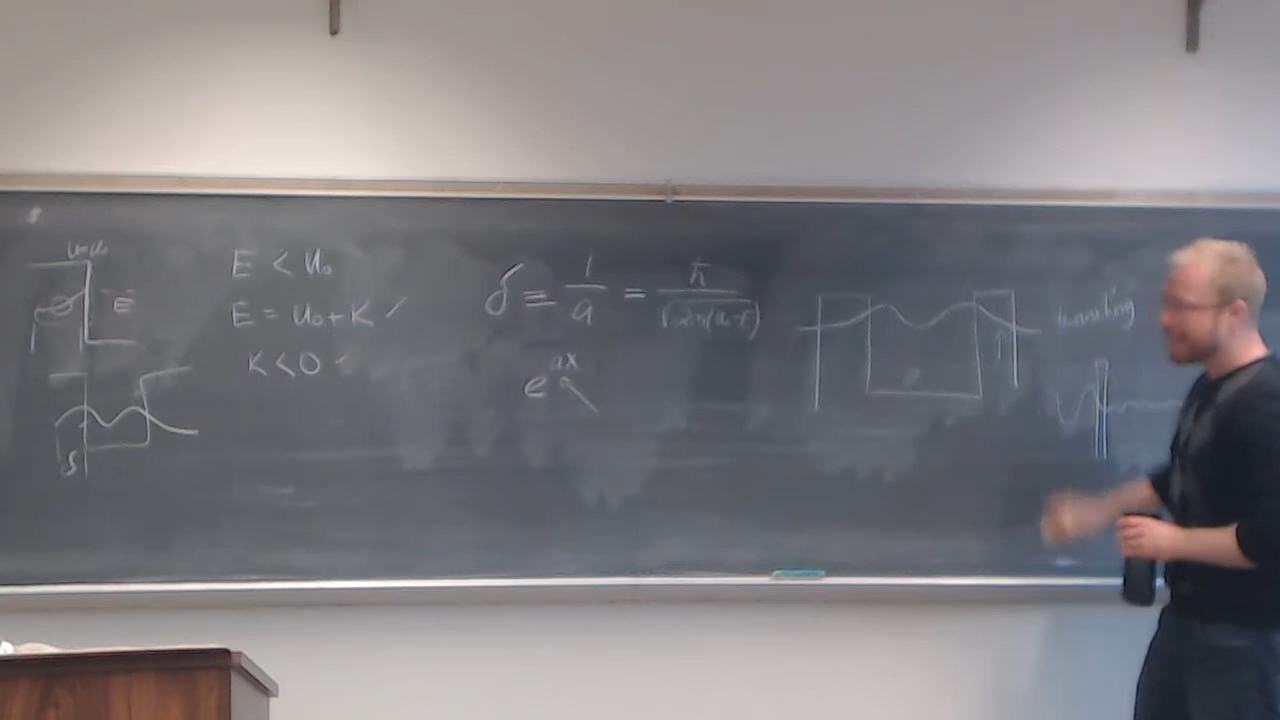 U=U₀
E
δ
E < U₀
E = U₀ + K ✓
K < 0
δ ≡ 1/a = ħ/√(2m(U₀-E))
e^{ax}
tunneling